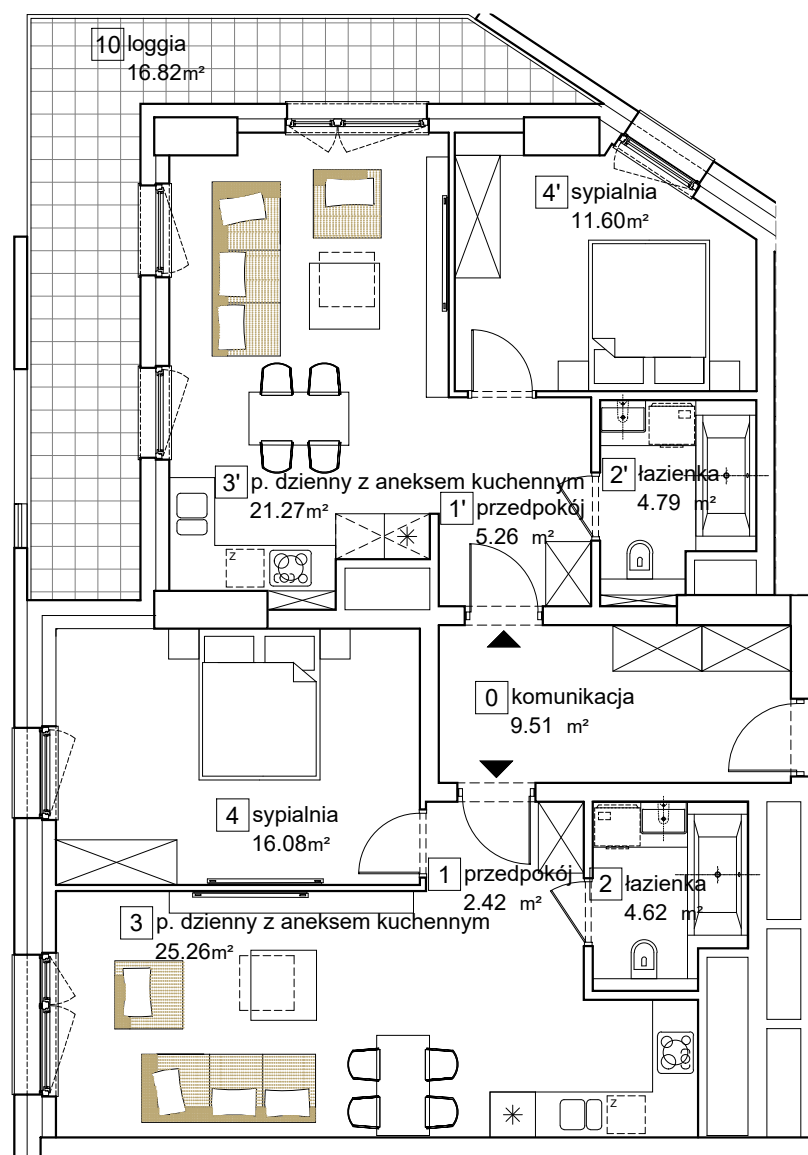 10 loggia
16.82m²
4' sypialnia
11.60m²
3' p. dzienny z aneksem kuchennym
21.27m²
2' łazienka
4.79 m²
1' przedpokój
5.26 m²
z
0 komunikacja
9.51 m²
4 sypialnia
16.08m²
1 przedpokój
2.42 m²
2 łazienka
4.62 m²
3 p. dzienny z aneksem kuchennym
25.26m²
z